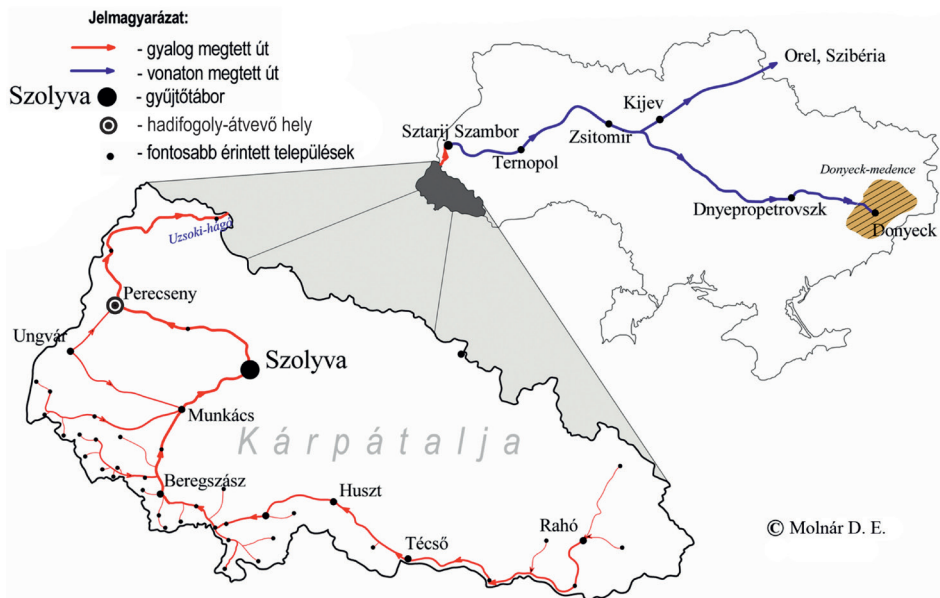 Jelmagyarázat:
- gyalog megtett út
- vonaton megtett út
Szolyva - gyűjtőtábor
- hadifogoly-átvevő hely
- fontosabb érintett települések
Orel, Szibéria
Kijev
Sztarij Szambor
Zsitomir
Ternopol
Donyeck-medence
Dnyepropetrovszk
Donyeck
Uzsoki-hágó
Perecseny
Ungvár
Szolyva
Munkács
Kárpátalja
Beregszász
Huszt
Rahó
Técső
© Molnár D. E.